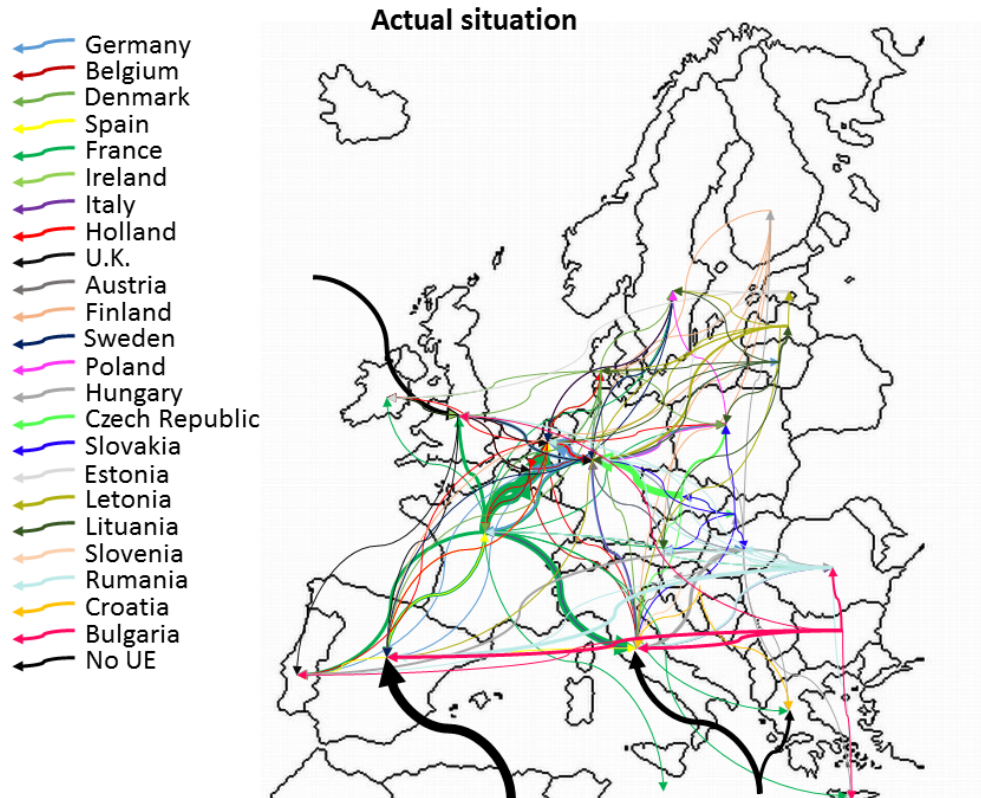 Actual situation
Germany
Belgium
Denmark
Spain
France
Ireland
Italy
Holland
U.K.
Austria
Finland
Sweden
Poland
Hungary
Czech Republic
Slovakia
Estonia
Letonia
Lituania
Slovenia
Rumania
Croatia
Bulgaria
No UE